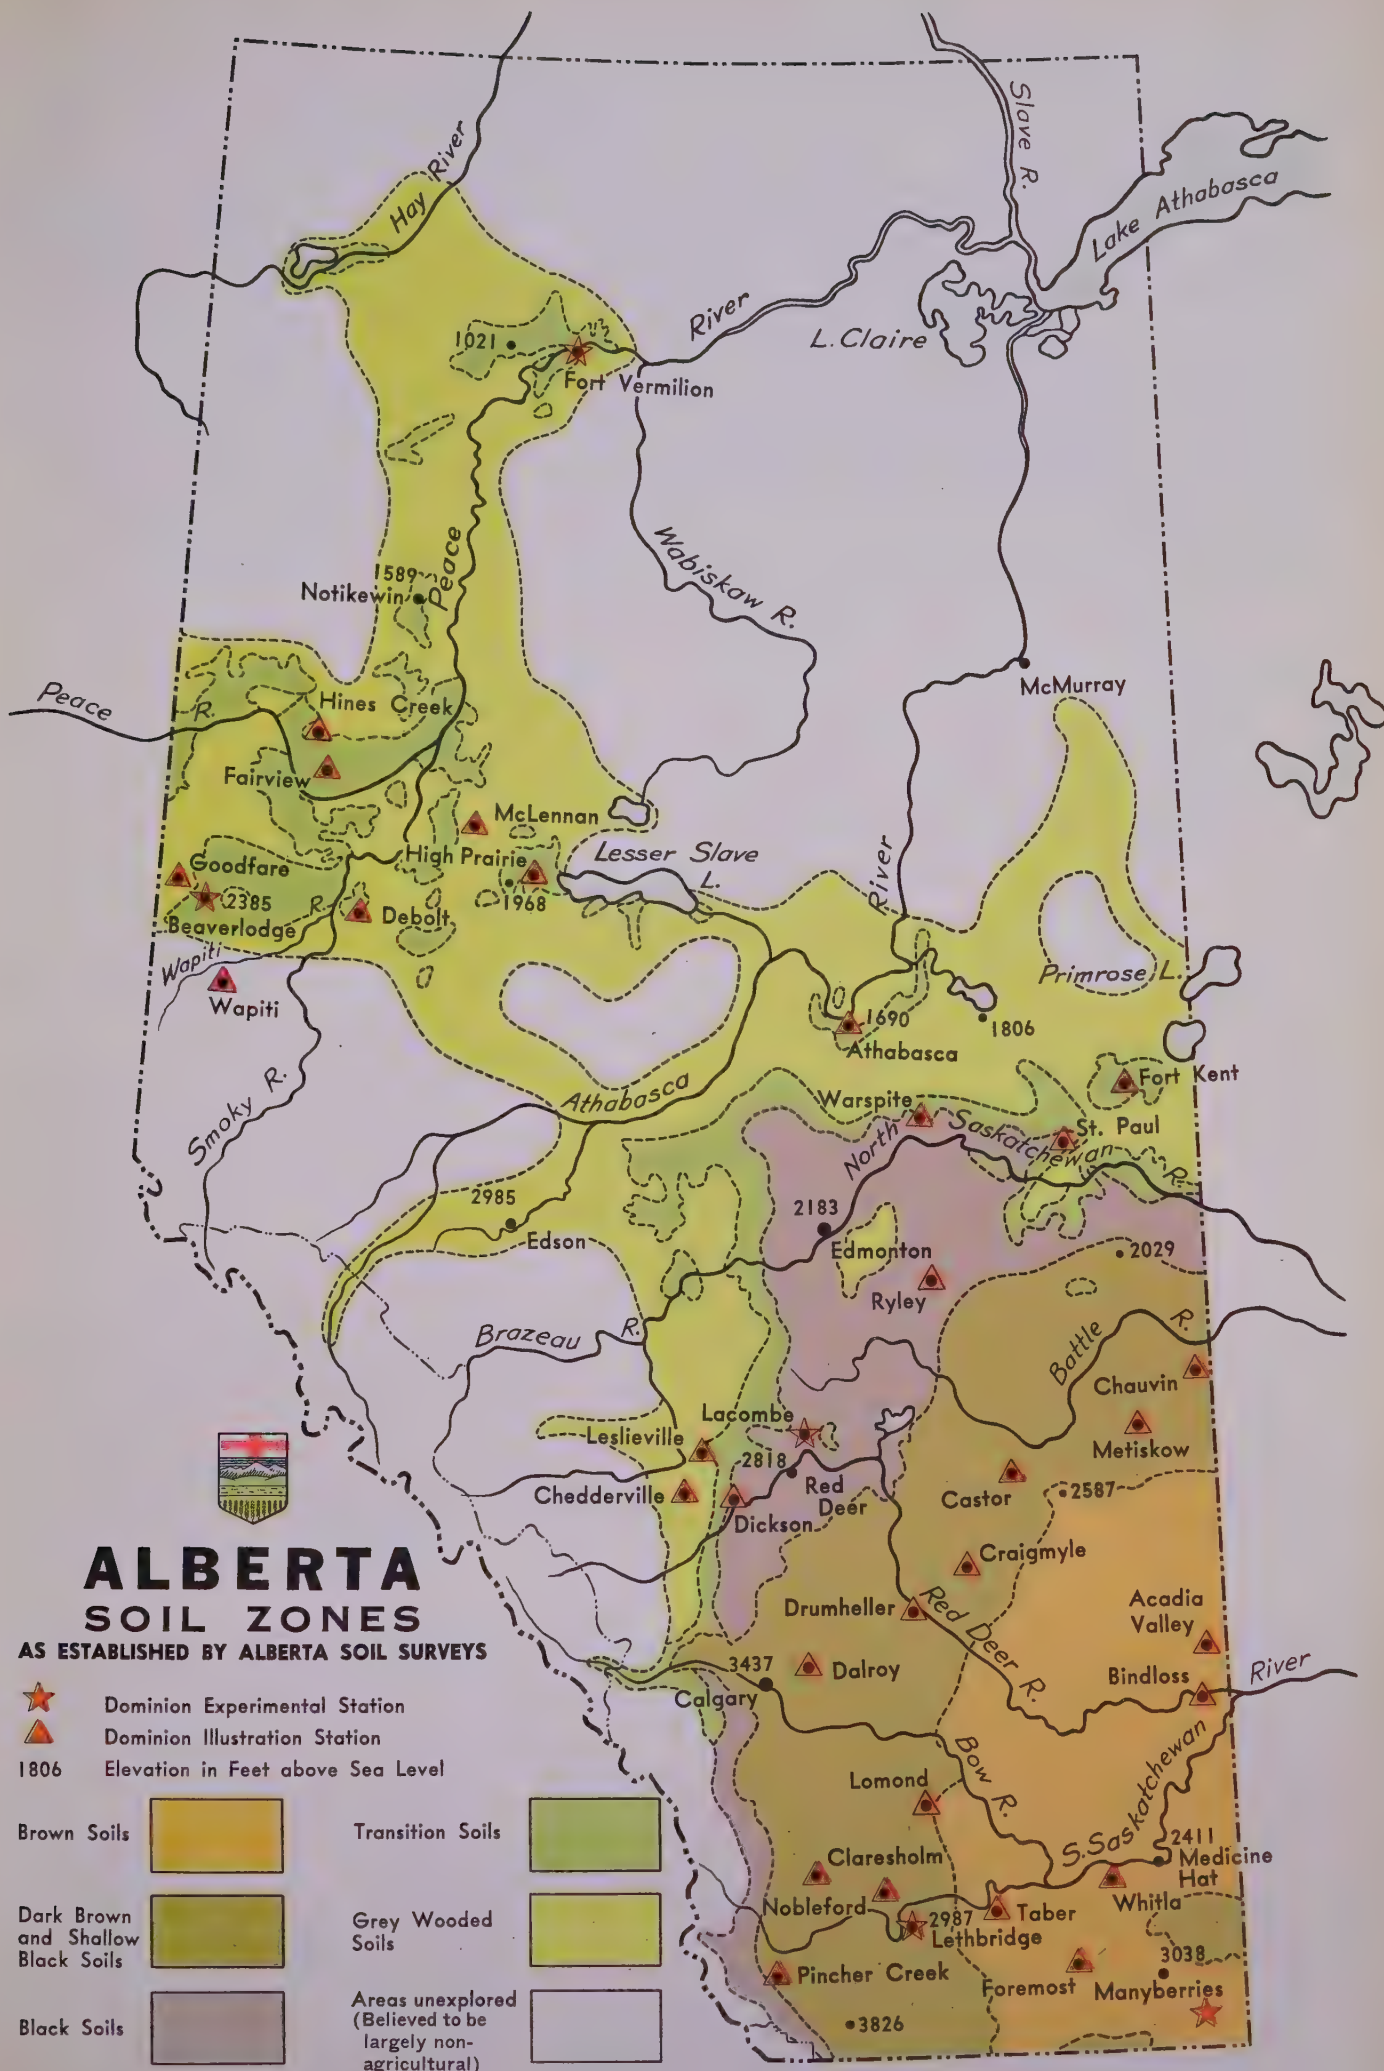 Slave R.
Hay River
Lake Athabasca
River
L. Claire
1021
Fort Vermilion
Peace
Wabiskaw R.
589
Notikewin
McMurray
Peace
R.
Hines Creek
Fairview
McLennan
High Prairie
Lesser Slave
L.
River
Goodfare
2385
R.
Debolt
1968
Beaverlodge
Wapiti
Wapiti
Primrose L.
1690
1806
Athabasca
Smoky R.
Athabasca
Fort Kent
Warspite
St. Paul
North
Saskatchewan
R.
2985
Edson
2183
Edmonton
2029
Ryley
Brazeau
R.
Battle
R.
Chauvin
Lacombe
Leslieville
Metiskow
2818
Red
Deer
Chedderville
Dickson
Castor
2587
Craigmyle
Drumheller
Red Deer R.
Acadia
Valley
3437
Dalroy
Bindloss
River
Calgary
Bow R.
S. Saskatchewan
Lomond
2411
Medicine
Hat
Claresholm
Whitla
Nobleford
2987
Lethbridge
Taber
3038
Pincher Creek
Foremost
Manyberries
3826
ALBERTA
SOIL ZONES
AS ESTABLISHED BY ALBERTA SOIL SURVEYS
Dominion Experimental Station
Dominion Illustration Station
1806 Elevation in Feet above Sea Level
Brown Soils
Transition Soils
Dark Brown
and Shallow
Black Soils
Grey Wooded
Soils
Black Soils
Areas unexplored
(Believed to be
largely non-
agricultural)